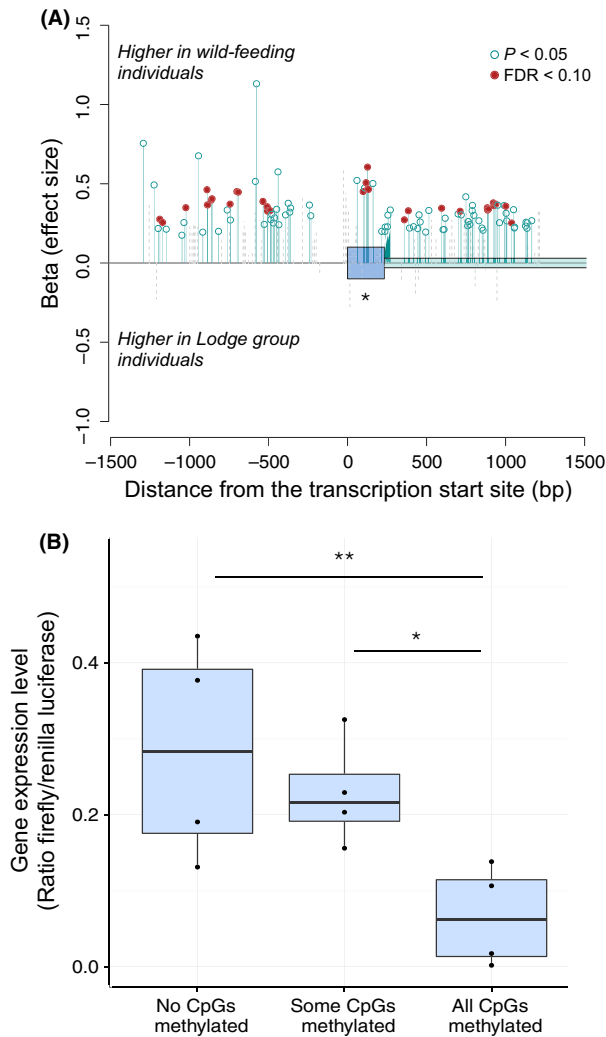 (A)
1.5
1.0
0.5
0.0
−0.5
−1.0
Beta (effect size)
Higher in wild-feeding
individuals
P < 0.05
FDR < 0.10
*
Higher in Lodge group
individuals
−1500
−1000
−500
0
500
1000
1500
Distance from the transcription start site (bp)
(B)
**
*
Gene expression level
(Ratio firefly/renilla luciferase)
0.4
0.2
0.0
No CpGs
methylated
Some CpGs
methylated
All CpGs
methylated